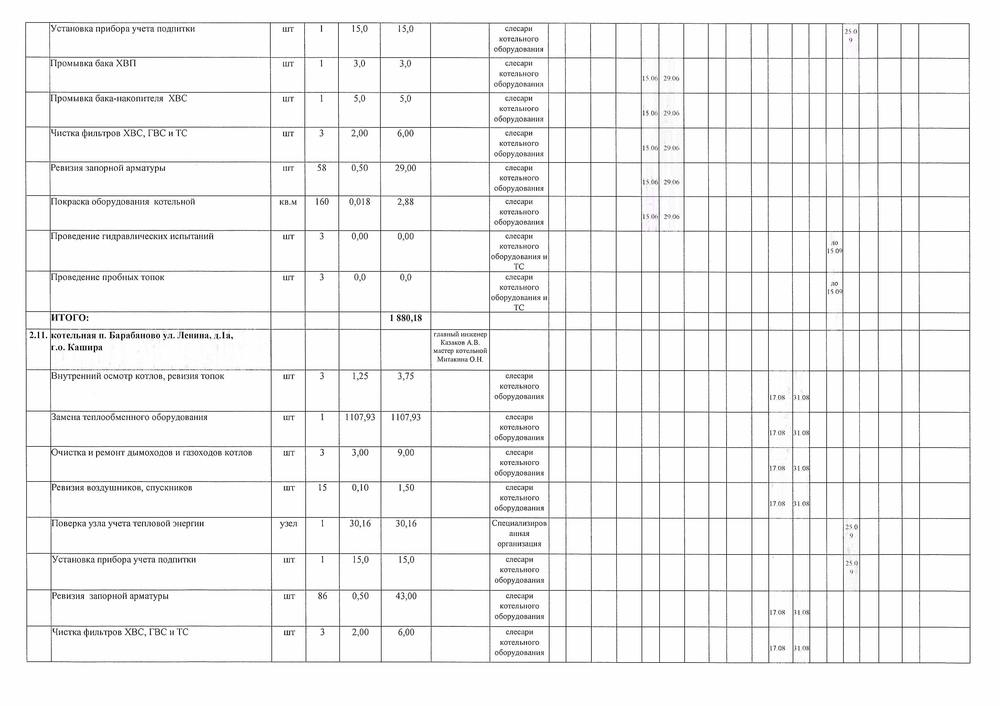 Установка прибора учета подпитки шт 1 15,0 15,0 слесари 25.0
котельного 9
оборудования
Промывка бака ХВП шт 1 3,0 3,0 слесари
котельного 15.06 29.06
оборудования
Промывка бака-накопителя ХВС шт 1 5,0 5,0 слесари
котельного 15.06 29.06
оборудования
Чистка фильтров ХВС, ГВС и ТС шт 3 2,00 6,00 слесари
котельного 15.06 29.06
оборудования
Ревизия запорной арматуры шт 58 0,50 29,00 слесари
котельного 15.06 29.06
оборудования
Покраска оборудования котельной кв.м 160 0,018 2,88 слесари
котельного 15.06 29.06
оборудования
Проведение гидравлических испытаний шт 3 0,00 0,00 слесари
котельного до
оборудования и 15.09
ТС
Проведение пробных топок шт 3 0,0 0,0 слесари
котельного до
оборудования и 15.09
ТС
ИТОГО: 1 880,18
2.11. котельная п. Барабаново ул. Ленина, д.1а, главный инженер
г.о. Кашира Казаков А.В.
мастер котельной
Митакина О.Н.
Внутренний осмотр котлов, ревизия топок шт 3 1,25 3,75 слесари
котельного
оборудования 17.08 31.08
Замена теплообменного оборудования шт 1 1107,93 1107,93 слесари
котельного
оборудования 17.08 31.08
Очистка и ремонт дымоходов и газоходов котлов шт 3 3,00 9,00 слесари
котельного
оборудования 17.08 31.08
Ревизия воздушников, спускников шт 15 0,10 1,50 слесари
котельного
оборудования 17.08 31.08
Поверка узла учета тепловой энергии узел 1 30,16 30,16 Специализиров 25.0
анная 9
организация
Установка прибора учета подпитки шт 1 15,0 15,0 слесари 25.0
котельного 9
оборудования
Ревизия запорной арматуры шт 86 0,50 43,00 слесари
котельного
оборудования 17.08 31.08
Чистка фильтров ХВС, ГВС и ТС шт 3 2,00 6,00 слесари
котельного
оборудования 17.08 31.08